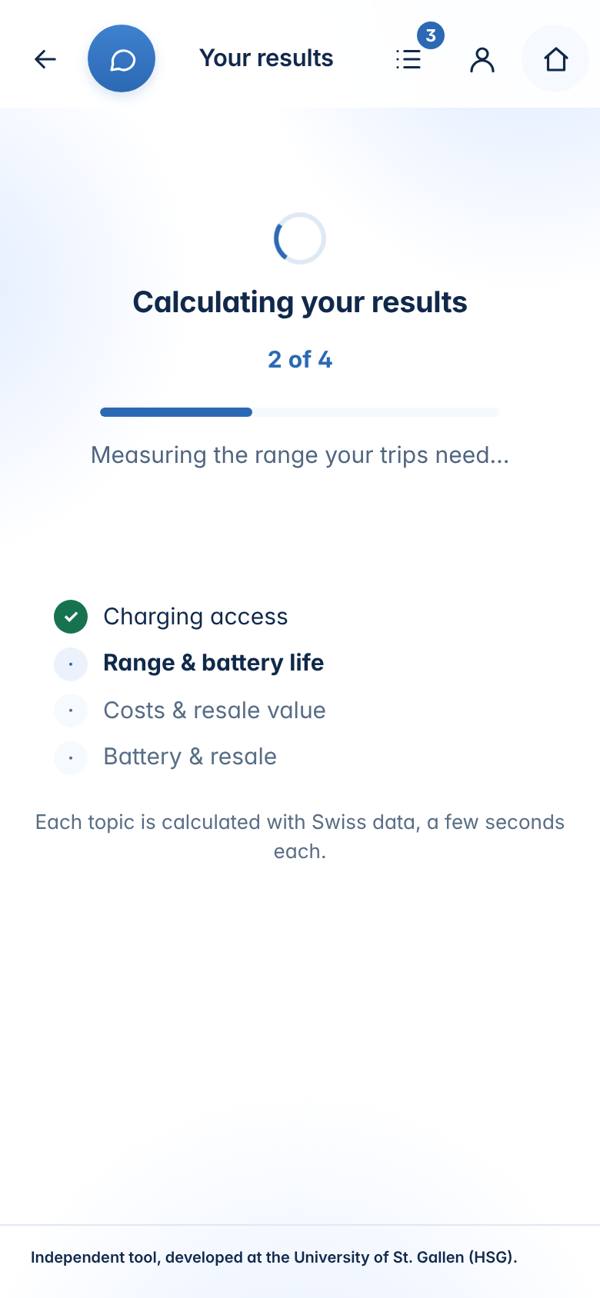 Your results
3
Calculating your results
2 of 4
Measuring the range your trips need...
Charging access
Range & battery life
Costs & resale value
Battery & resale
Each topic is calculated with Swiss data, a few seconds
each.
Independent tool, developed at the University of St. Gallen (HSG).